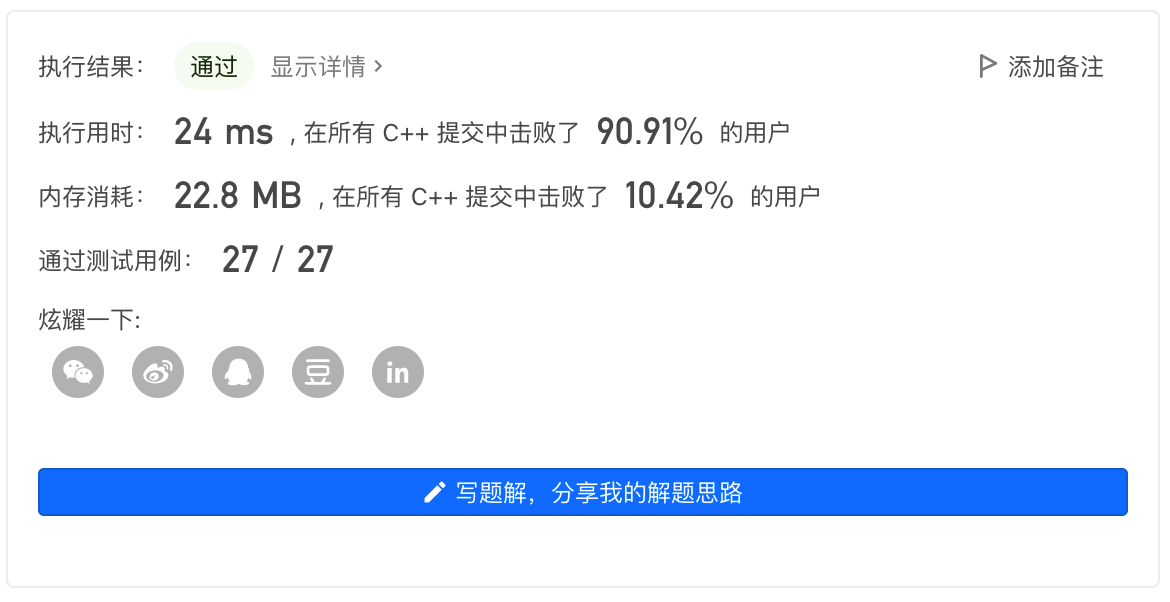 执行结果： 通过 显示详情 › 添加备注
执行用时： 24 ms , 在所有 C++ 提交中击败了 90.91% 的用户
内存消耗： 22.8 MB , 在所有 C++ 提交中击败了 10.42% 的用户
通过测试用例： 27 / 27
炫耀一下:
豆 in
写题解，分享我的解题思路